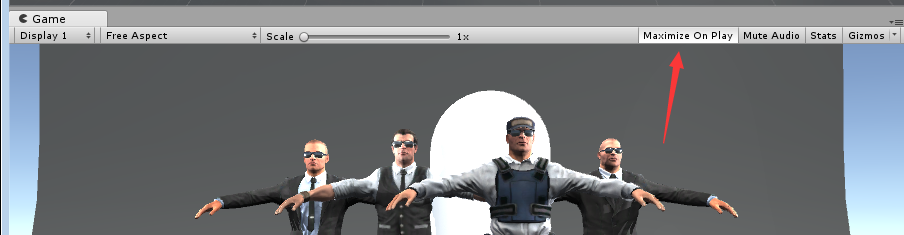 Game
Display 1 Free Aspect Scale 1x Maximize On Play Mute Audio Stats Gizmos